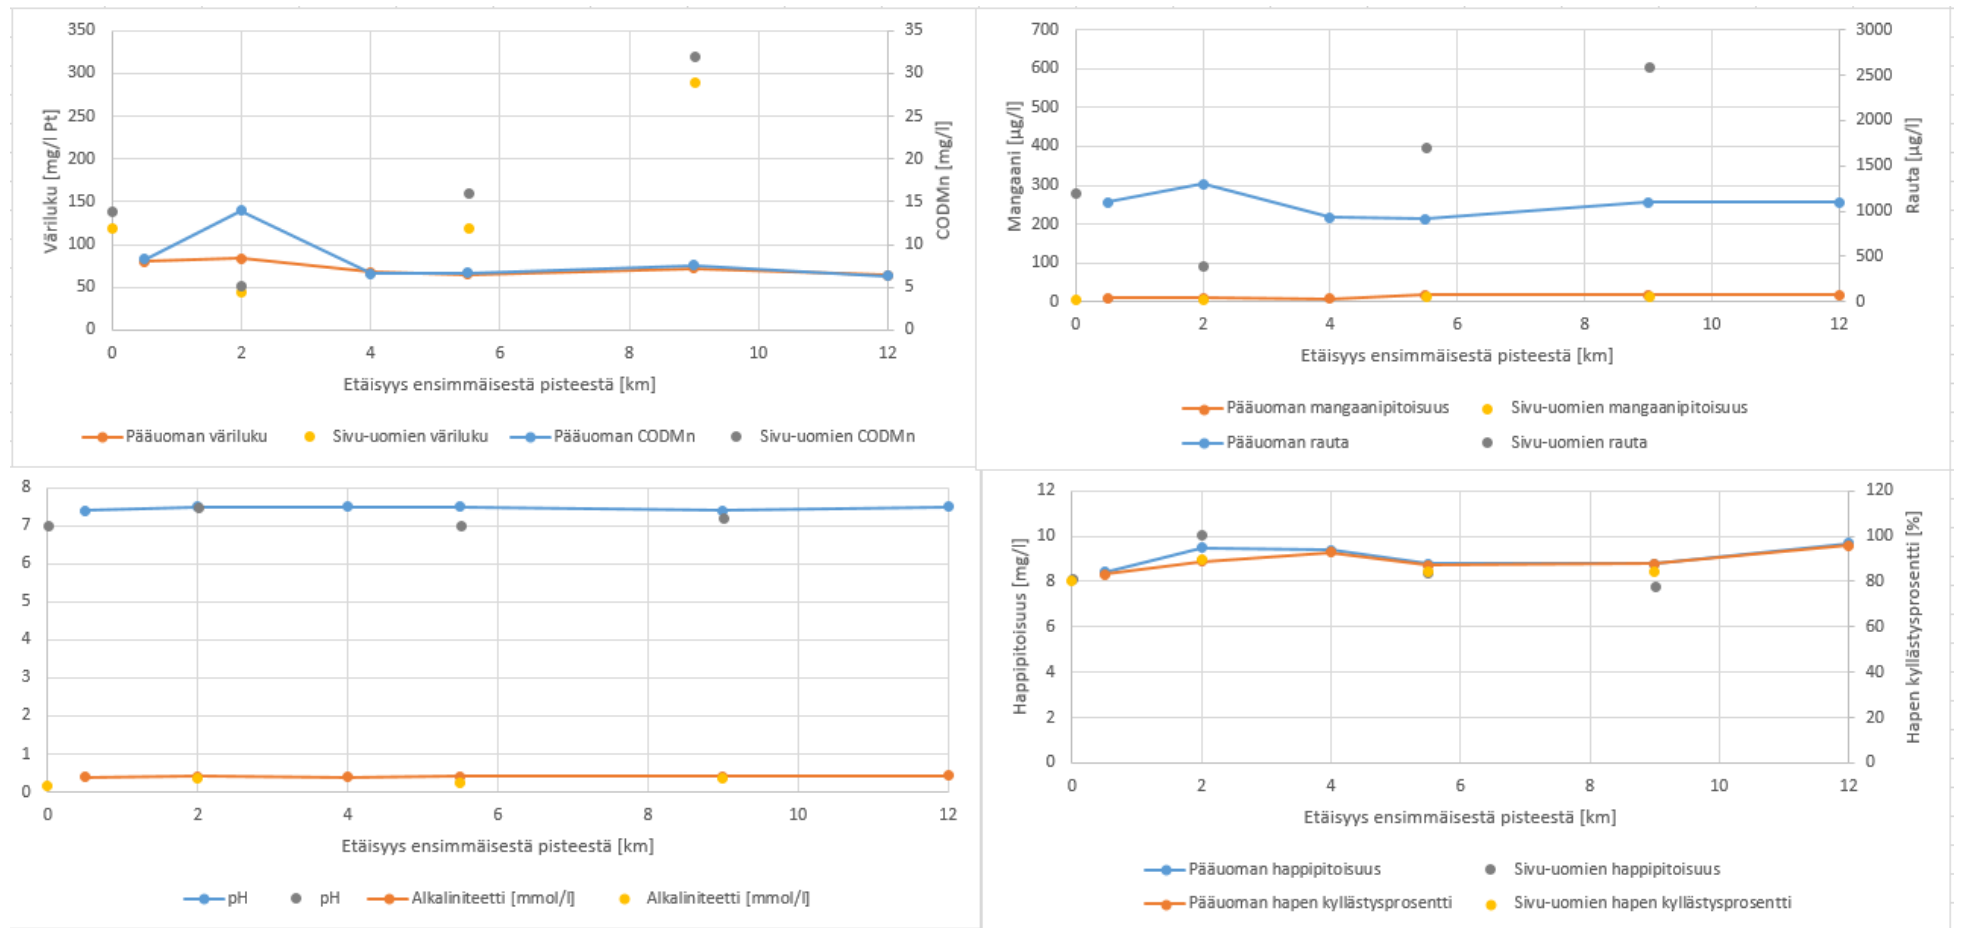 350
300
250
200
150
100
50
0
35
30
25
20
15
10
5
0
Väriluku [mg/l Pt]
CODMn [mg/l]
0 2 4 6 8 10 12
Etäisyys ensimmäisestä pisteestä [km]
Pääuoman väriluku Sivu-uomien väriluku Pääuoman CODMn Sivu-uomien CODMn
700
600
500
400
300
200
100
0
3000
2500
2000
1500
1000
500
0
Mangaani [µg/l]
Rauta [µg/l]
0 2 4 6 8 10 12
Etäisyys ensimmäisestä pisteestä [km]
Pääuoman mangaanipitoisuus Sivu-uomien mangaanipitoisuus
Pääuoman rauta Sivu-uomien rauta
8
7
6
5
4
3
2
1
0
0 2 4 6 8 10 12
Etäisyys ensimmäisestä pisteestä [km]
pH pH Alkaliniteetti [mmol/l] Alkaliniteetti [mmol/l]
12
10
8
6
4
2
0
120
100
80
60
40
20
0
Happipitoisuus [mg/l]
Hapen kyllästysprosentti [%]
0 2 4 6 8 10 12
Etäisyys ensimmäisestä pisteestä [km]
Pääuoman happipitoisuus Sivu-uomien happipitoisuus
Pääuoman hapen kyllästysprosentti Sivu-uomien hapen kyllästysprosentti